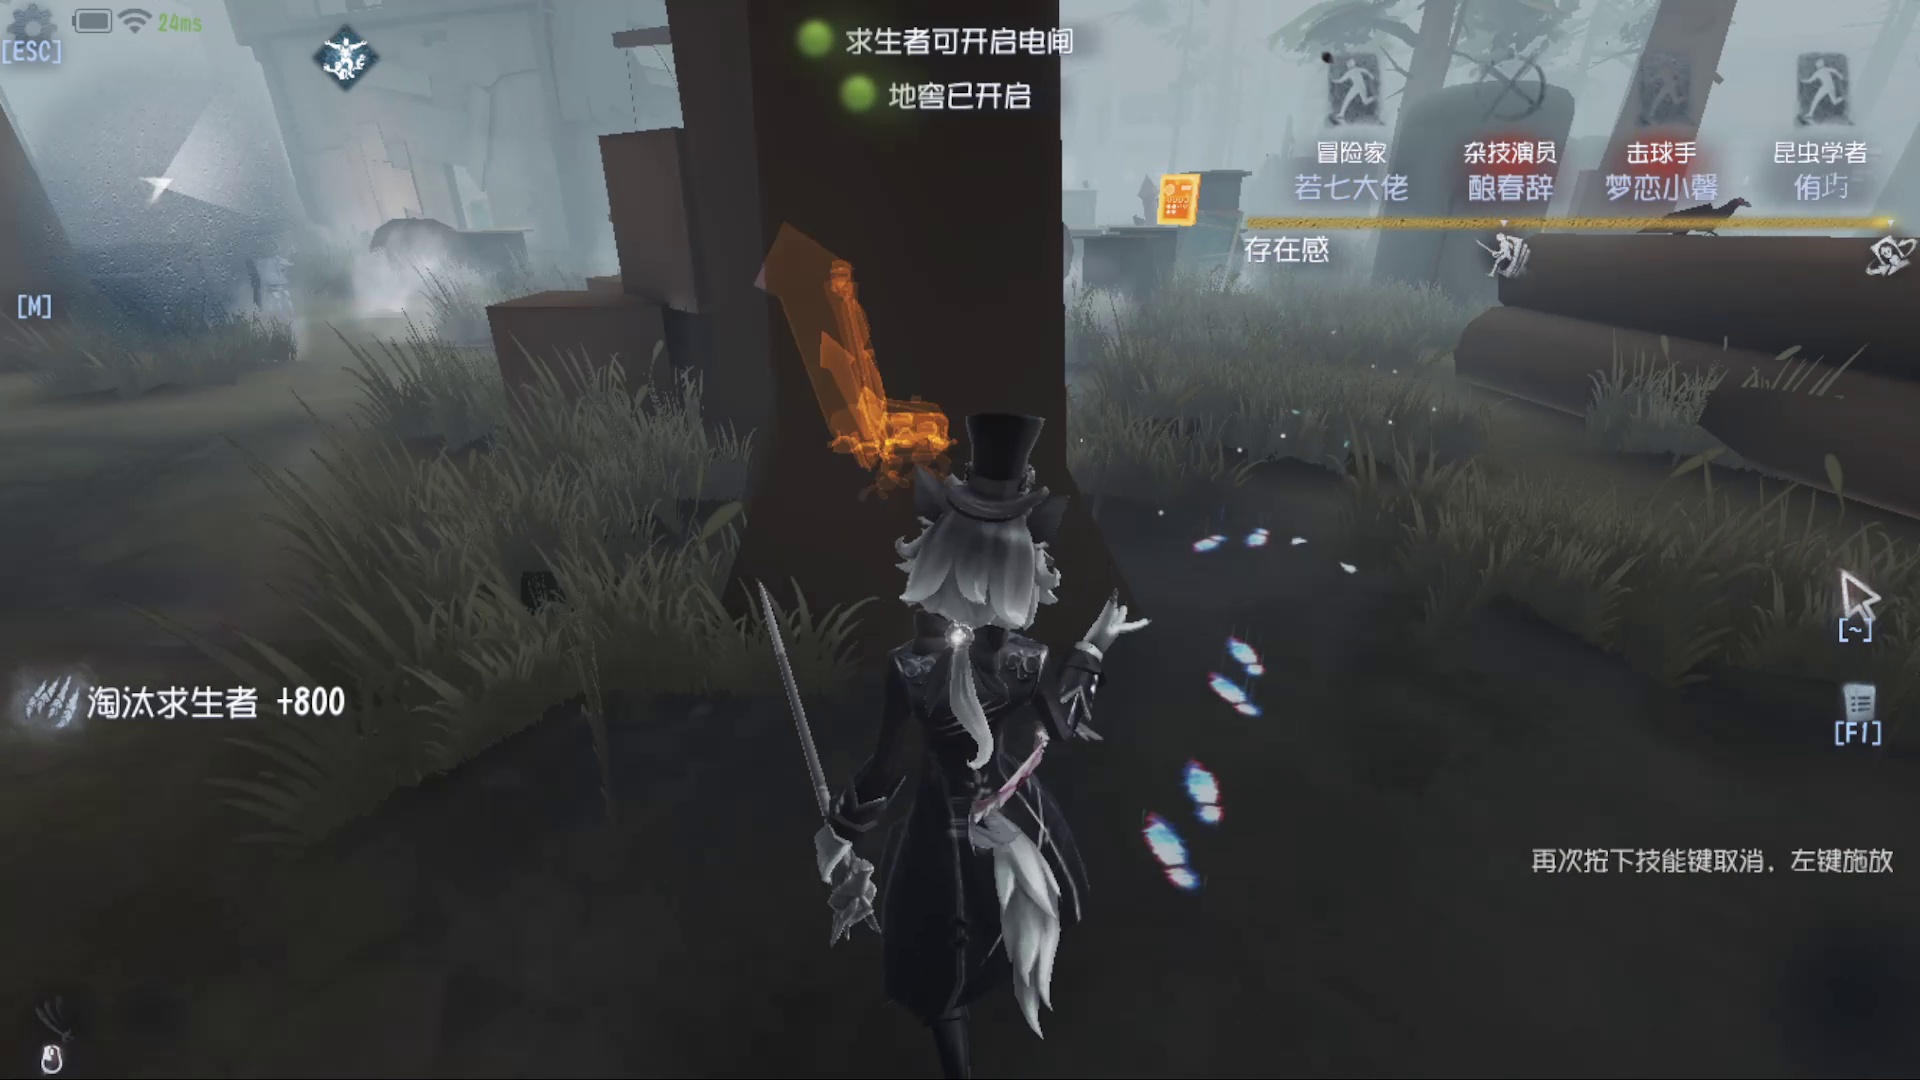 24ms
[ESC]
求生者可开启电闸
地窖已开启
冒险家
若七大佬
杂技演员
酿春辞
击球手
梦恋小馨
昆虫学者
侑圬
存在感
[M]
淘汰求生者 +800
[~]
[F1]
再次按下技能键取消，左键施放